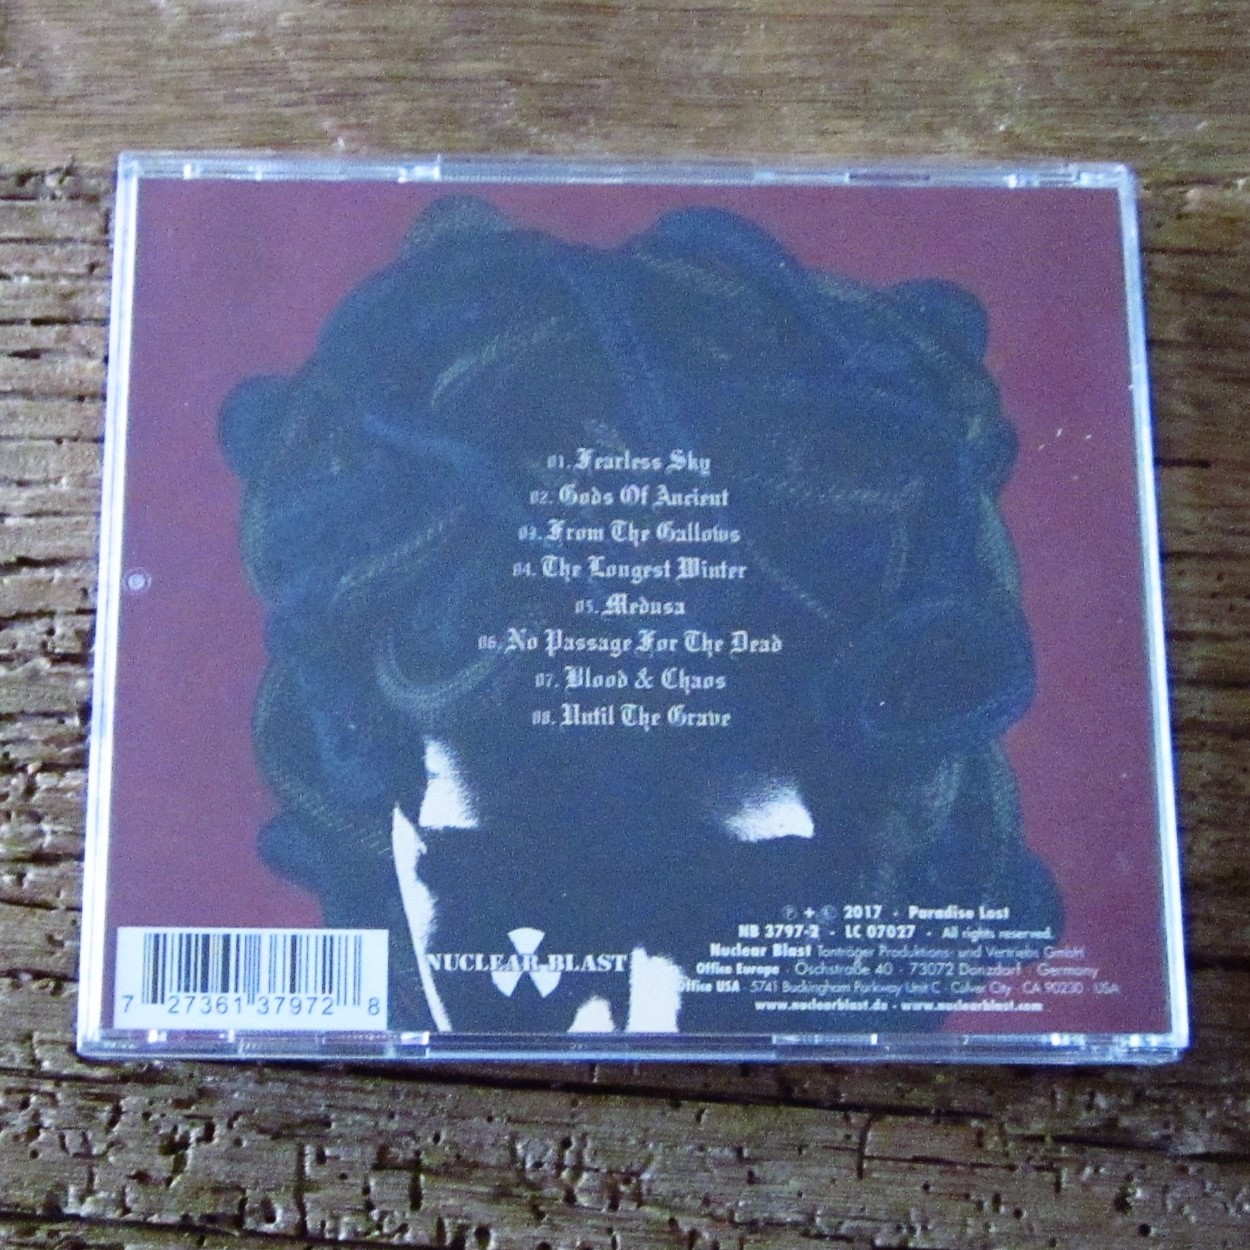 01. Fearless Sky
02. Gods Of Ancient
03. From The Gallows
04. The Longest Winter
05. Medusa
06. No Passage For The Dead
07. Blood & Chaos
08. Until The Grave
℗ + © 2017 · Paradise Lost
NB 3797-2 · LC 07027 · All rights reserved.
Nuclear Blast Tonträger Produktions- und Vertriebs GmbH
Office Europe · Oschstraße 40 · 73072 Donzdorf · Germany
Office USA · 5741 Buckingham Parkway Unit C · Culver City · CA 90230 · USA
www.nuclearblast.de · www.nuclearblast.com
NUCLEAR BLAST
7 27361 37972 8